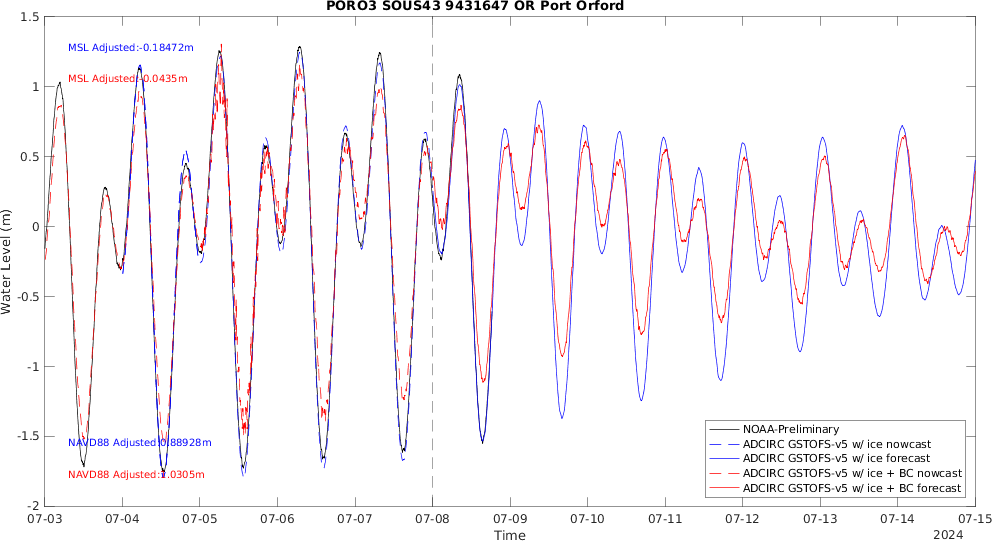 PORO3 SOUS43 9431647 OR Port Orford
MSL Adjusted:-0.18472m
MSL Adjusted:-0.0435m
NAVD88 Adjusted:0.88928m
NAVD88 Adjusted:1.0305m
Water Level (m)
1.5
1
0.5
0
-0.5
-1
-1.5
-2
NOAA-Preliminary
ADCIRC GSTOFS-v5 w/ ice nowcast
ADCIRC GSTOFS-v5 w/ ice forecast
ADCIRC GSTOFS-v5 w/ ice + BC nowcast
ADCIRC GSTOFS-v5 w/ ice + BC forecast
07-03 07-04 07-05 07-06 07-07 07-08 07-09 07-10 07-11 07-12 07-13 07-14 07-15
Time
2024